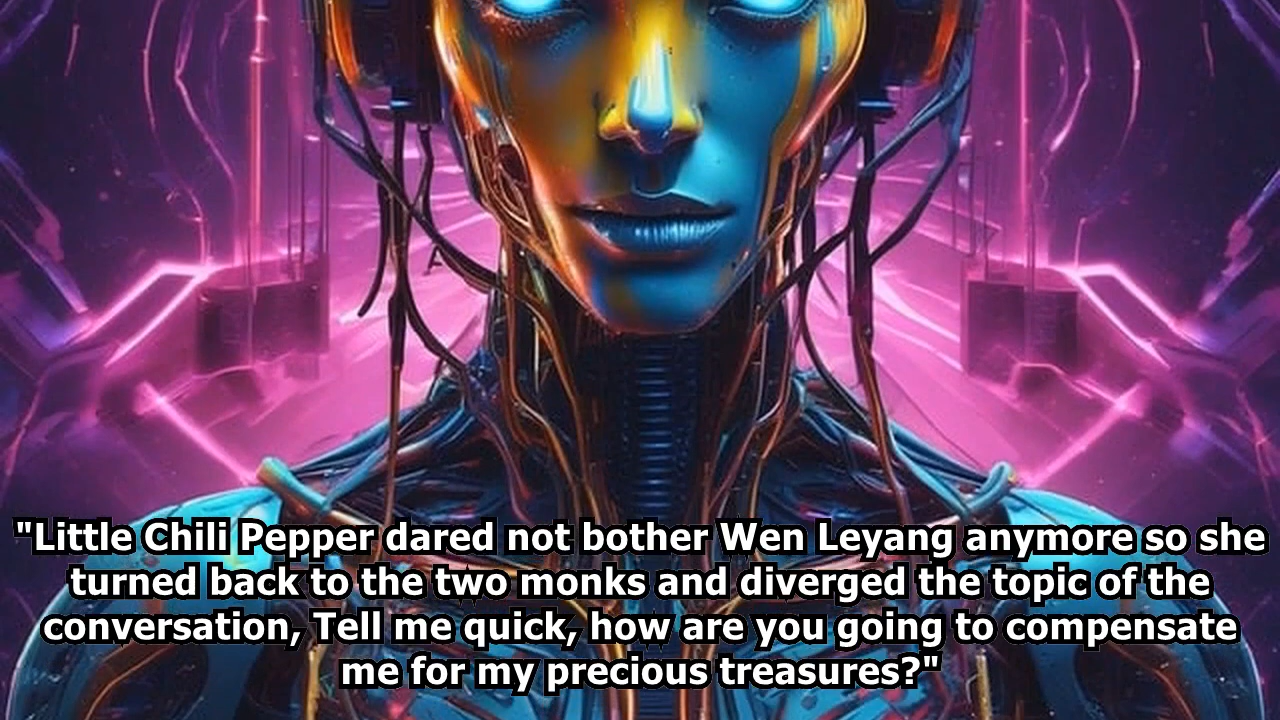 "Little Chili Pepper dared not bother Wen Leyang anymore so she
turned back to the two monks and diverged the topic of the
conversation, Tell me quick, how are you going to compensate
me for my precious treasures?"